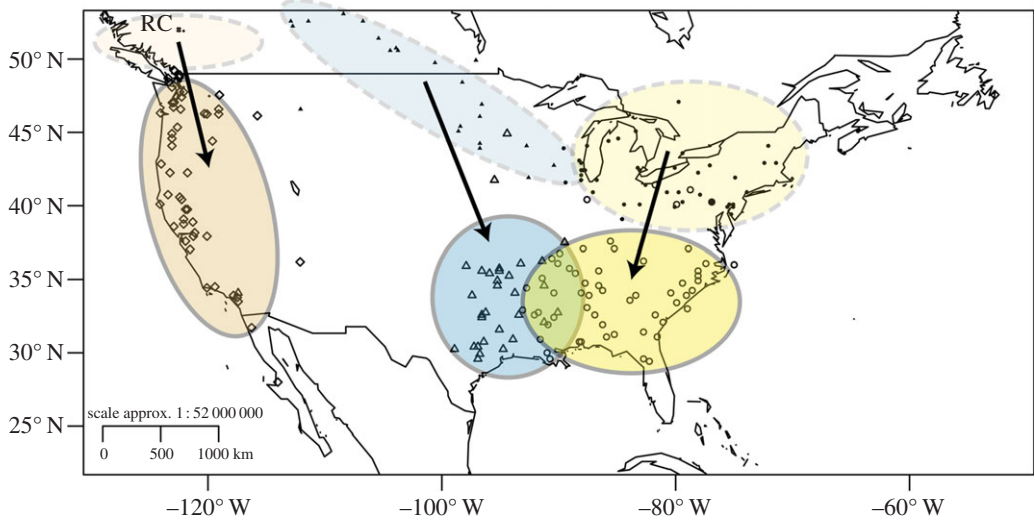 RC
50° N
45° N
40° N
35° N
30° N
25° N
scale approx. 1 : 52 000 000
0 500 1000 km
–120° W –100° W –80° W –60° W